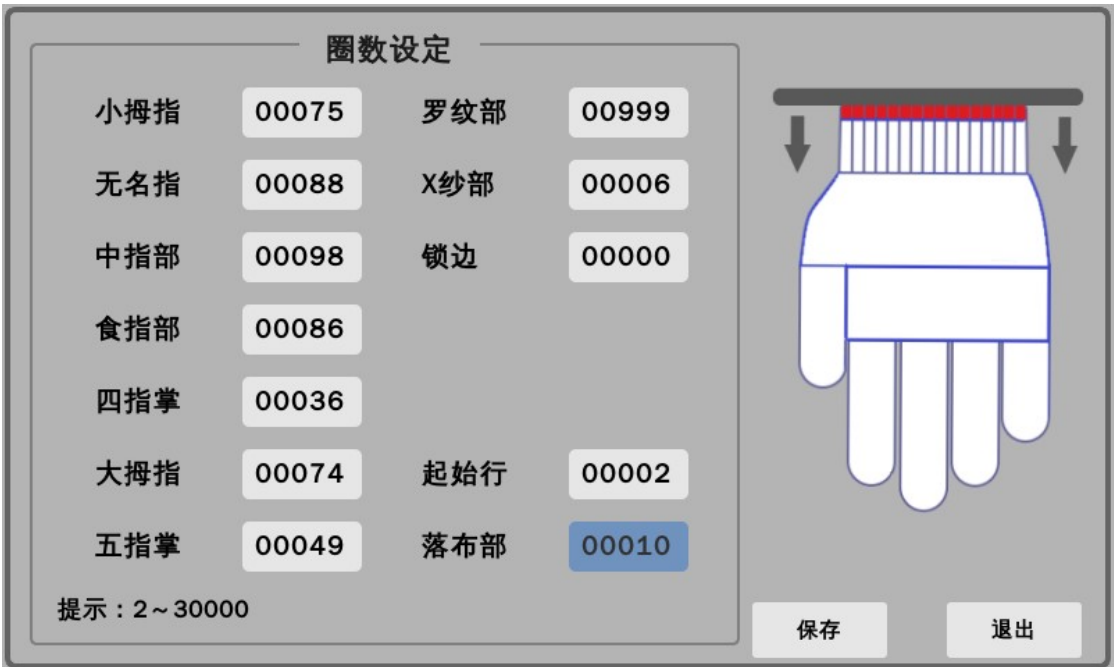 圈数设定
小拇指 00075 罗纹部 00999
无名指 00088 X纱部 00006
中指部 00098 锁边 00000
食指部 00086
四指掌 00036
大拇指 00074 起始行 00002
五指掌 00049 落布部 00010
提示：2～30000
保存 退出